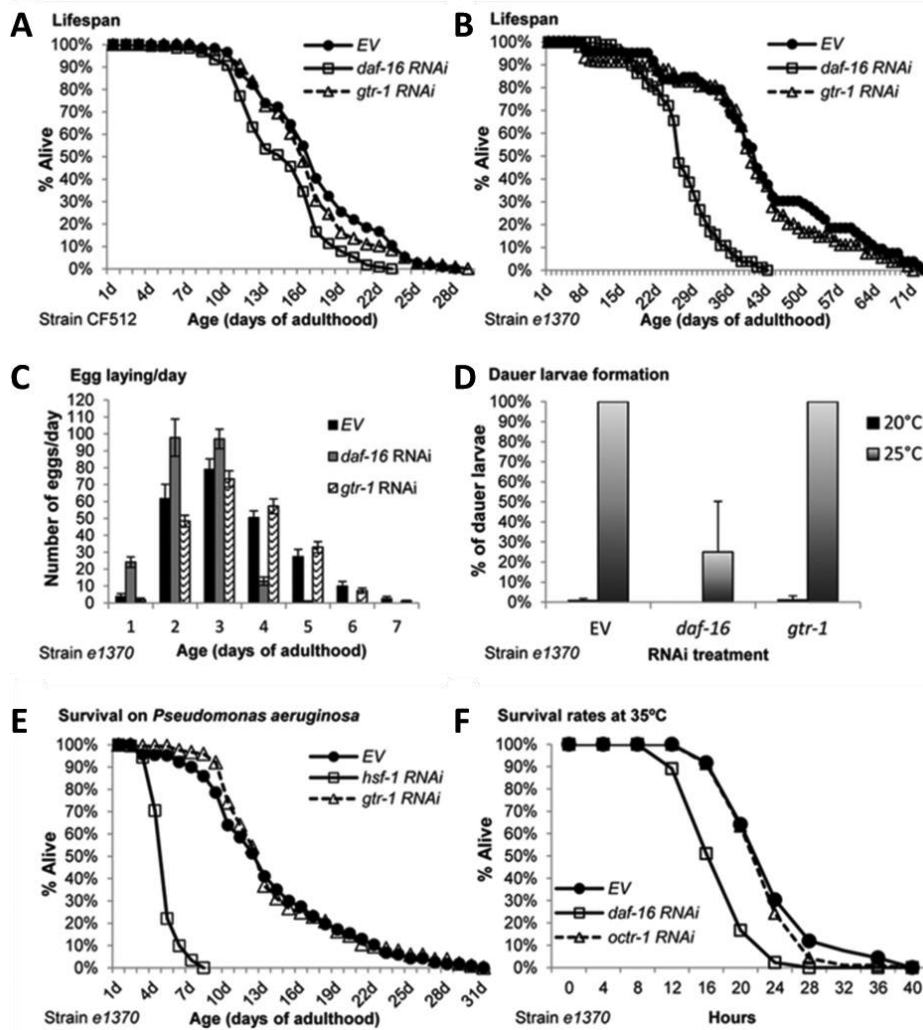 A Lifespan
100%
90%
80%
70%
60%
50%
40%
30%
20%
10%
0%
% Alive
EV
daf-16 RNAi
gtr-1 RNAi
1d 4d 7d 10d 13d 16d 19d 22d 25d 28d
Strain CF512 Age (days of adulthood)
B Lifespan
100%
90%
80%
70%
60%
50%
40%
30%
20%
10%
0%
% Alive
EV
daf-16 RNAi
gtr-1 RNAi
1d 8d 15d 22d 29d 36d 43d 50d 57d 64d 71d
Strain e1370 Age (days of adulthood)
C Egg laying/day
120
110
100
90
80
70
60
50
40
30
20
10
0
Number of eggs/day
EV
daf-16 RNAi
gtr-1 RNAi
1 2 3 4 5 6 7
Strain e1370 Age (days of adulthood)
D Dauer larvae formation
100%
90%
80%
70%
60%
50%
40%
30%
20%
10%
0%
% of dauer larvae
20°C
25°C
EV daf-16 gtr-1
Strain e1370 RNAi treatment
E Survival on Pseudomonas aeruginosa
100%
90%
80%
70%
60%
50%
40%
30%
20%
10%
0%
% Alive
EV
hsf-1 RNAi
gtr-1 RNAi
1d 4d 7d 10d 13d 16d 19d 22d 25d 28d 31d
Strain e1370 Age (days of adulthood)
F Survival rates at 35ºC
100%
90%
80%
70%
60%
50%
40%
30%
20%
10%
0%
% Alive
EV
daf-16 RNAi
octr-1 RNAi
0 4 8 12 16 20 24 28 32 36 40
Strain e1370 Hours